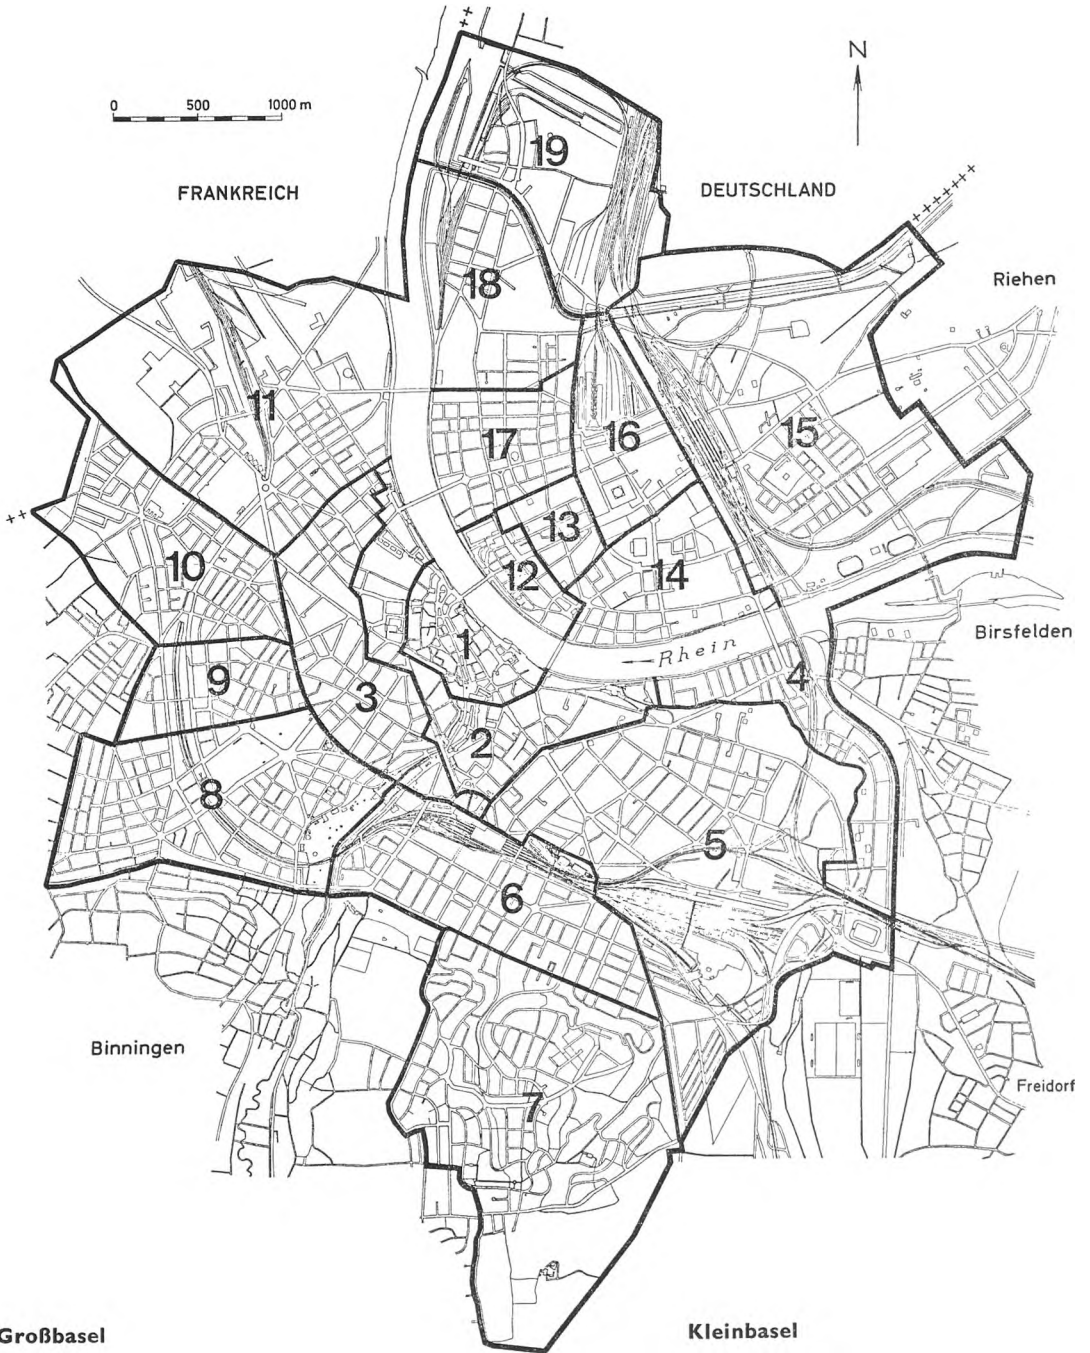 N
0 500 1000 m
19
FRANKREICH
DEUTSCHLAND
18
Riehen
11
17
16
15
13
10
12
14
1
Rhein
Birsfelden
9
3
4
2
8
5
6
Binningen
7
Freidorf
Großbasel
Kleinbasel